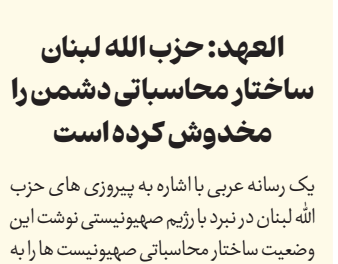 العهد: حزب الله لبنان
ساختار محاسباتی دشمن را
مخدوش کرده است
یک رسانه عربی با اشاره به پیروزی های حزب
الله لبنان در نبرد با رژیم صهیونیستی نوشت این
وضعیت ساختار محاسباتی صهیونیست ها را به